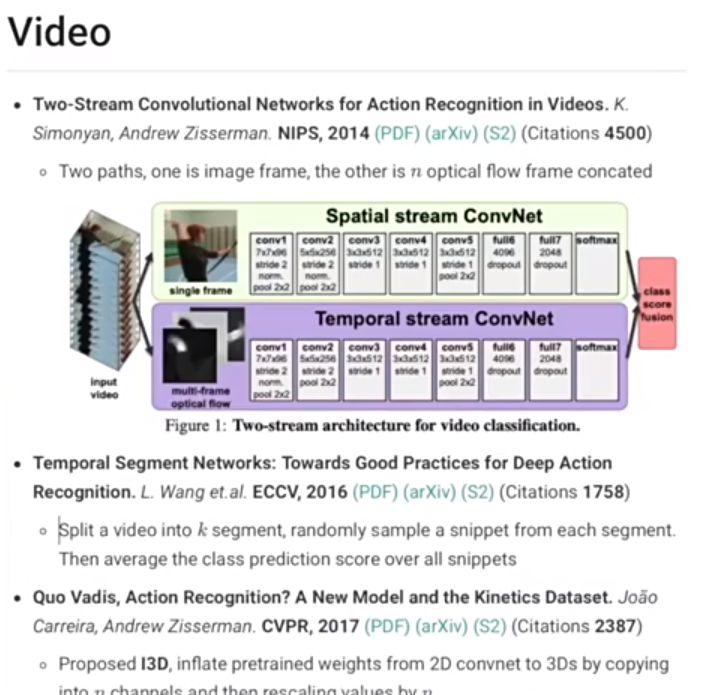 Video
• Two-Stream Convolutional Networks for Action Recognition in Videos. K.
Simonyan, Andrew Zisserman. NIPS, 2014 (PDF) (arXiv) (S2) (Citations 4500)
◦ Two paths, one is image frame, the other is n optical flow frame concated
Spatial stream ConvNet
conv1 conv2 conv3 conv4 conv5 full6 full7 softmax
7x7x96 5x5x256 3x3x512 3x3x512 3x3x512 4096 2048
stride 2 stride 2 stride 1 stride 1 stride 1 dropout dropout
norm. norm. pool 2x2
pool 2x2 pool 2x2
single frame
Temporal stream ConvNet
conv1 conv2 conv3 conv4 conv5 full6 full7 softmax
7x7x96 5x5x256 3x3x512 3x3x512 3x3x512 4096 2048
stride 2 stride 2 stride 1 stride 1 stride 1 dropout dropout
norm. pool 2x2 pool 2x2
pool 2x2
multi-frame
optical flow
input
video
class
score
fusion
Figure 1: Two-stream architecture for video classification.
• Temporal Segment Networks: Towards Good Practices for Deep Action
Recognition. L. Wang et.al. ECCV, 2016 (PDF) (arXiv) (S2) (Citations 1758)
◦ Split a video into k segment, randomly sample a snippet from each segment.
Then average the class prediction score over all snippets
• Quo Vadis, Action Recognition? A New Model and the Kinetics Dataset. João
Carreira, Andrew Zisserman. CVPR, 2017 (PDF) (arXiv) (S2) (Citations 2387)
◦ Proposed I3D, inflate pretrained weights from 2D convnet to 3Ds by copying
into n channels and then rescaling values by n